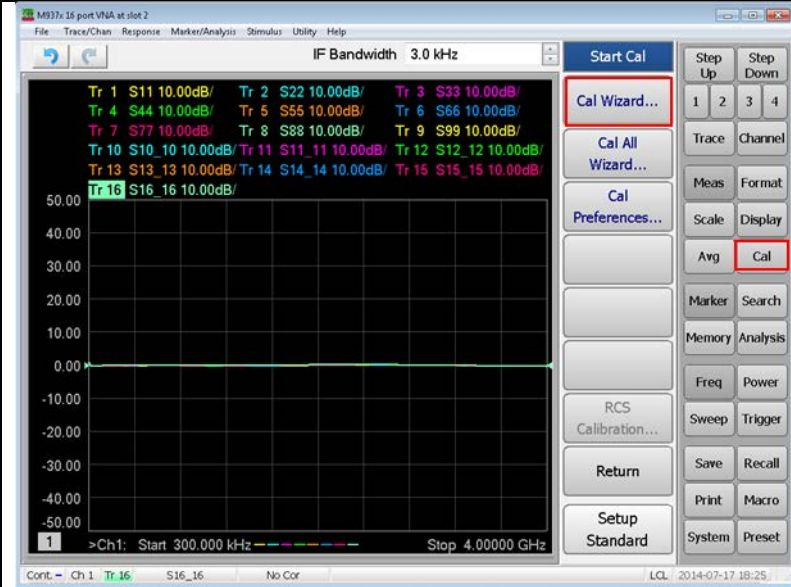 M937x 16 port VNA at slot 2
File Trace/Chan Response Marker/Analysis Stimulus Utility Help
IF Bandwidth 3.0 kHz
Tr 1 S11 10.00dB/ Tr 2 S22 10.00dB/ Tr 3 S33 10.00dB/
Tr 4 S44 10.00dB/ Tr 5 S55 10.00dB/ Tr 6 S66 10.00dB/
Tr 7 S77 10.00dB/ Tr 8 S88 10.00dB/ Tr 9 S99 10.00dB/
Tr 10 S10_10 10.00dB/ Tr 11 S11_11 10.00dB/ Tr 12 S12_12 10.00dB/
Tr 13 S13_13 10.00dB/ Tr 14 S14_14 10.00dB/ Tr 15 S15_15 10.00dB/
Tr 16 S16_16 10.00dB/
50.00
40.00
30.00
20.00
10.00
0.00
-10.00
-20.00
-30.00
-40.00
-50.00
1 >Ch1: Start 300.000 kHz Stop 4.00000 GHz
Start Cal
Cal Wizard...
Cal All
Wizard...
Cal
Preferences...
RCS
Calibration...
Return
Setup
Standard
Step Up Step Down
1 2 3 4
Trace Channel
Meas Format
Scale Display
Avg Cal
Marker Search
Memory Analysis
Freq Power
Sweep Trigger
Save Recall
Print Macro
System Preset
Cont. Ch 1 Tr 16 S16_16 No Cor LCL 2014-07-17 18:25